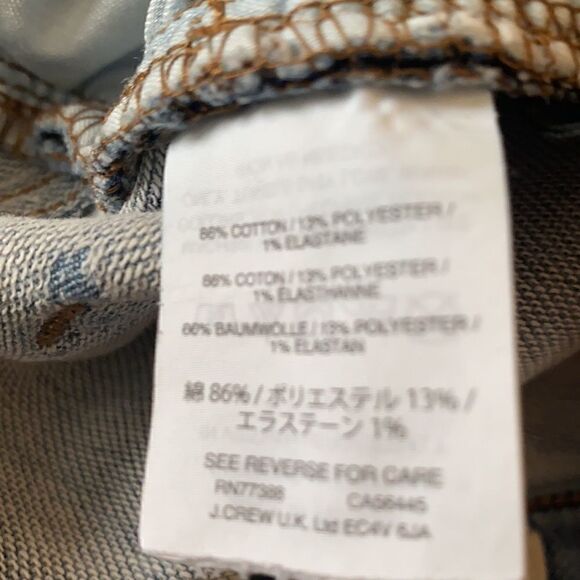 86% COTTON / 13% POLYESTER /
1% ELASTANE
86% COTON / 13% POLYESTER /
1% ÉLASTHANNE
86% BAUMWOLLE / 13% POLYESTER /
1% ELASTAN
綿 86% / ポリエステル 13% /
エラステーン 1%
SEE REVERSE FOR CARE
RN77388 CA56445
J.CREW U.K. Ltd EC4V 6JA